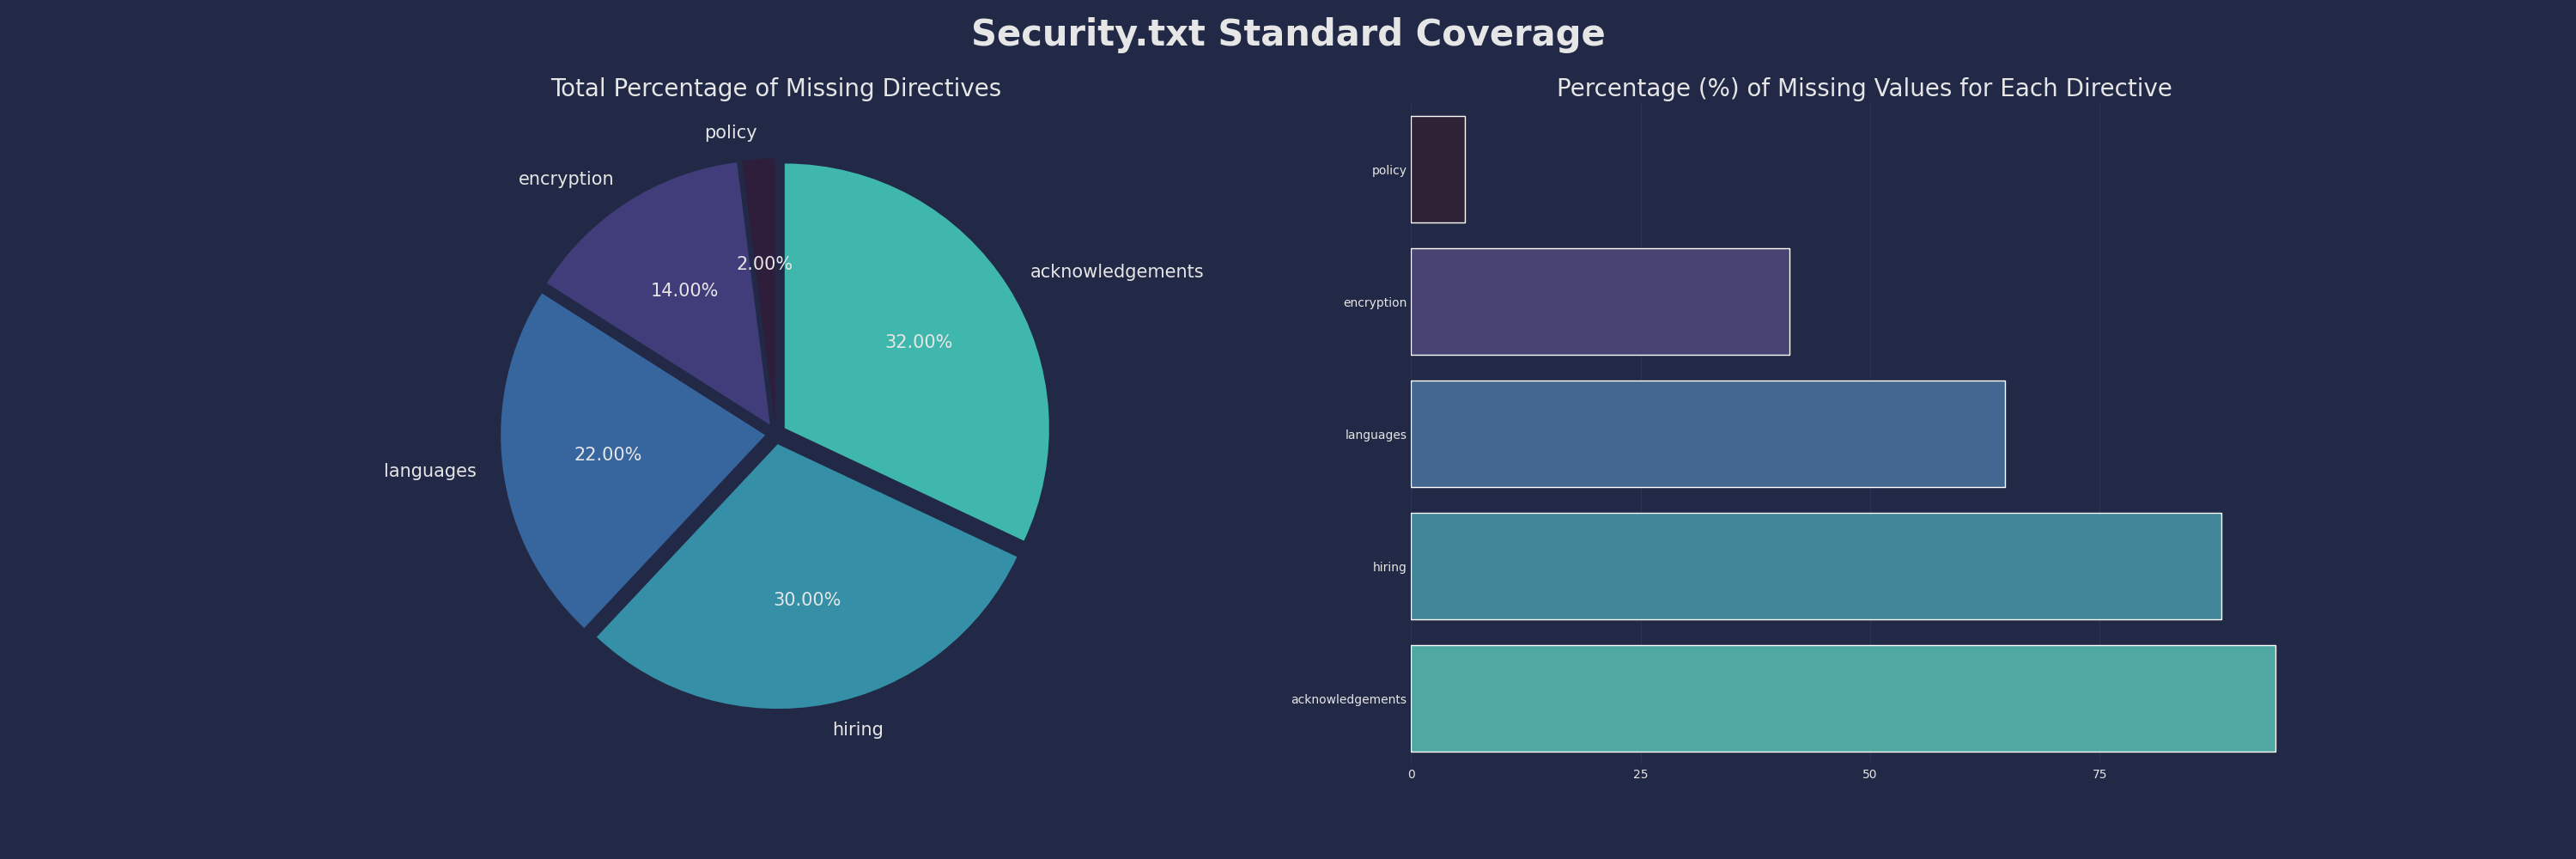 Security.txt Standard Coverage
Total Percentage of Missing Directives
policy
encryption
2.00%
14.00%
acknowledgements
32.00%
22.00%
languages
30.00%
hiring
Percentage (%) of Missing Values for Each Directive
policy
encryption
languages
hiring
acknowledgements
0 25 50 75